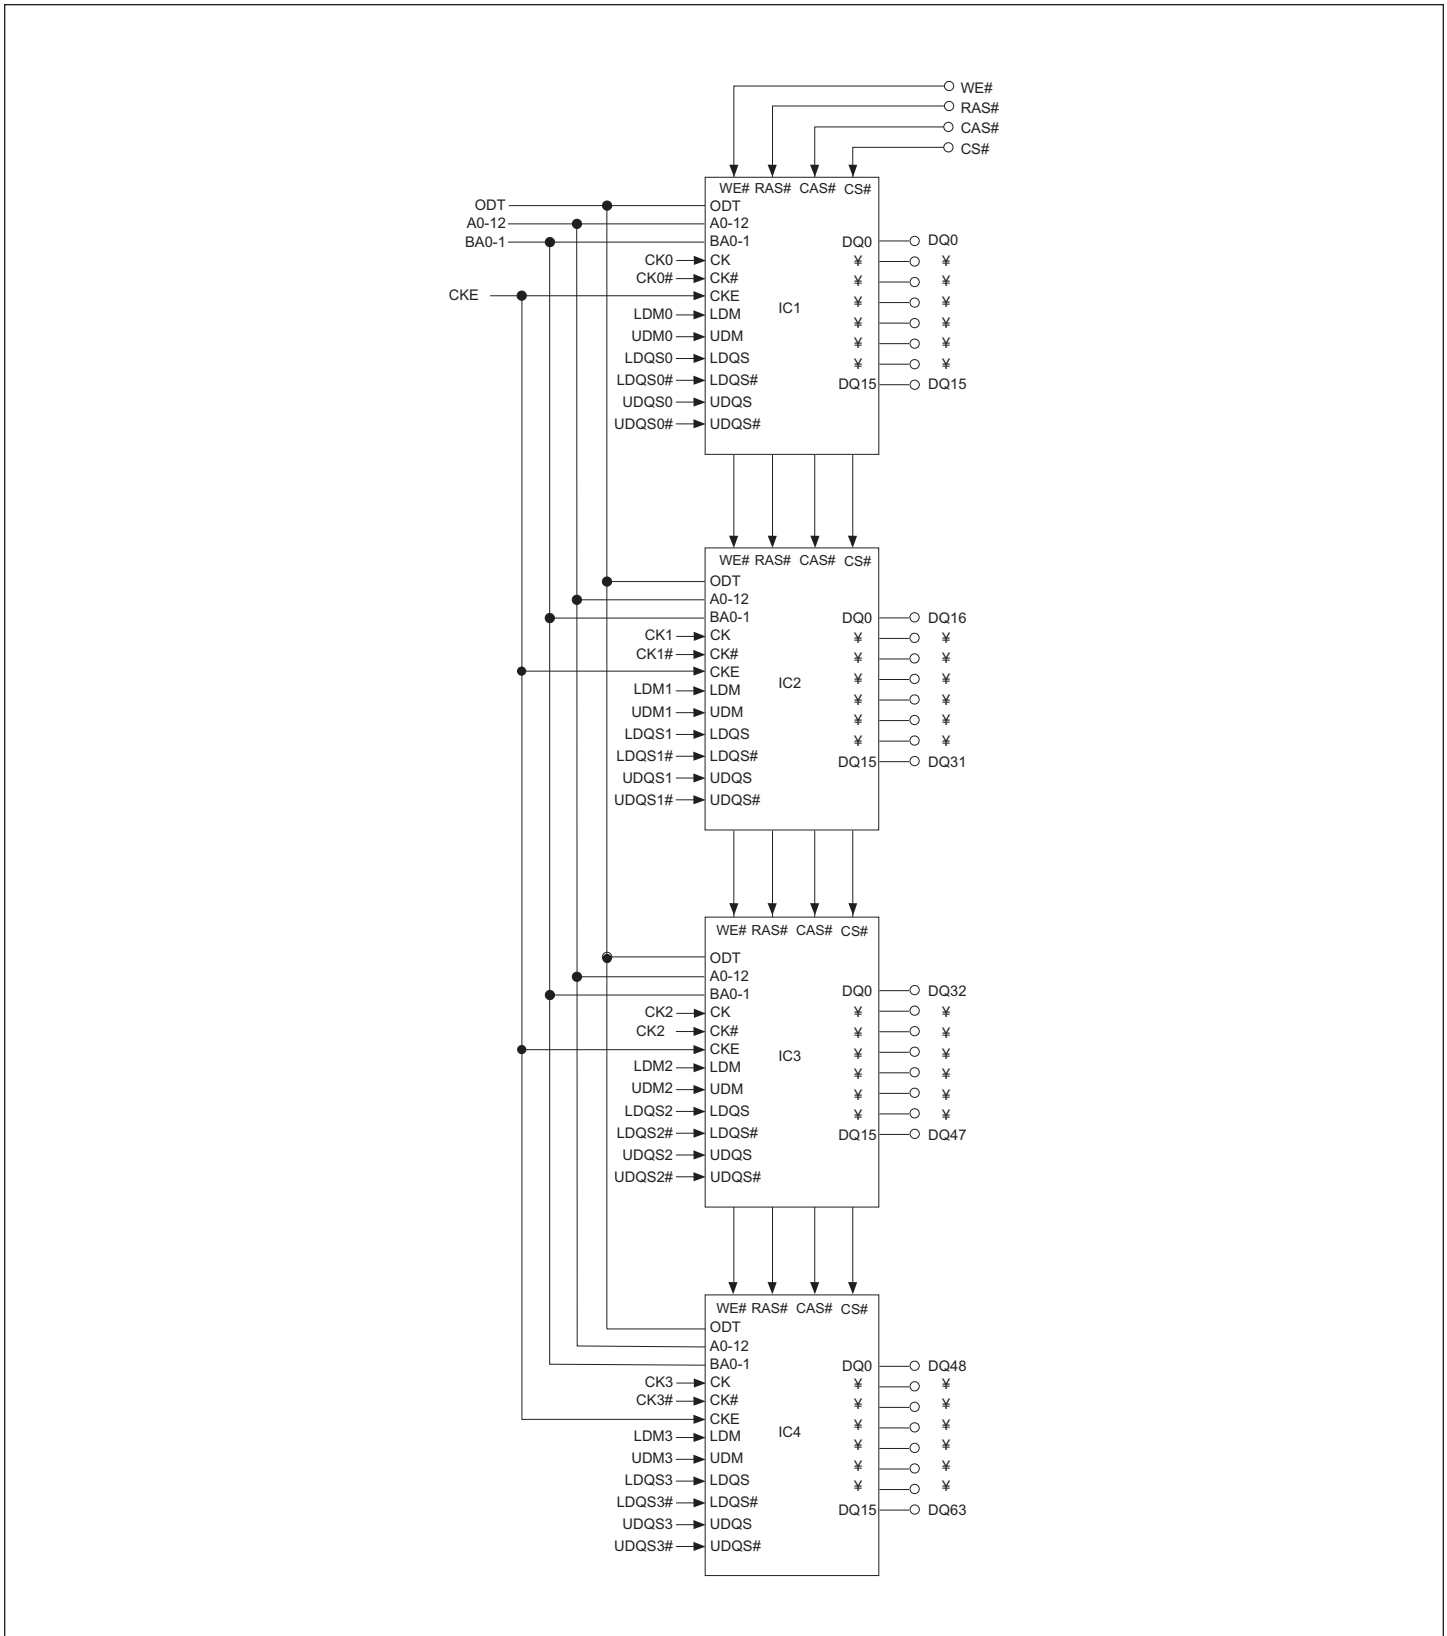 WE#
RAS#
CAS#
CS#
WE# RAS# CAS# CS#
ODT ODT
A0-12 A0-12
BA0-1 BA0-1 DQ0 DQ0
CK0 CK ¥ ¥
CK0# CK# ¥ ¥
CKE CKE ¥ ¥
IC1
LDM0 LDM ¥ ¥
UDM0 UDM ¥ ¥
LDQS0 LDQS ¥ ¥
LDQS0# LDQS# DQ15 DQ15
UDQS0 UDQS
UDQS0# UDQS#
WE# RAS# CAS# CS#
ODT
A0-12
BA0-1 DQ0 DQ16
CK1 CK ¥ ¥
CK1# CK# ¥ ¥
CKE ¥ ¥
IC2
LDM1 LDM ¥ ¥
UDM1 UDM ¥ ¥
LDQS1 LDQS ¥ ¥
LDQS1# LDQS# DQ15 DQ31
UDQS1 UDQS
UDQS1# UDQS#
WE# RAS# CAS# CS#
ODT
A0-12
BA0-1 DQ0 DQ32
CK2 CK ¥ ¥
CK2 CK# ¥ ¥
CKE ¥ ¥
IC3
LDM2 LDM ¥ ¥
UDM2 UDM ¥ ¥
LDQS2 LDQS ¥ ¥
LDQS2# LDQS# DQ15 DQ47
UDQS2 UDQS
UDQS2# UDQS#
WE# RAS# CAS# CS#
ODT
A0-12
BA0-1 DQ0 DQ48
CK3 CK ¥ ¥
CK3# CK# ¥ ¥
CKE ¥ ¥
IC4
LDM3 LDM ¥ ¥
UDM3 UDM ¥ ¥
LDQS3 LDQS ¥ ¥
LDQS3# LDQS# DQ15 DQ63
UDQS3 UDQS
UDQS3# UDQS#